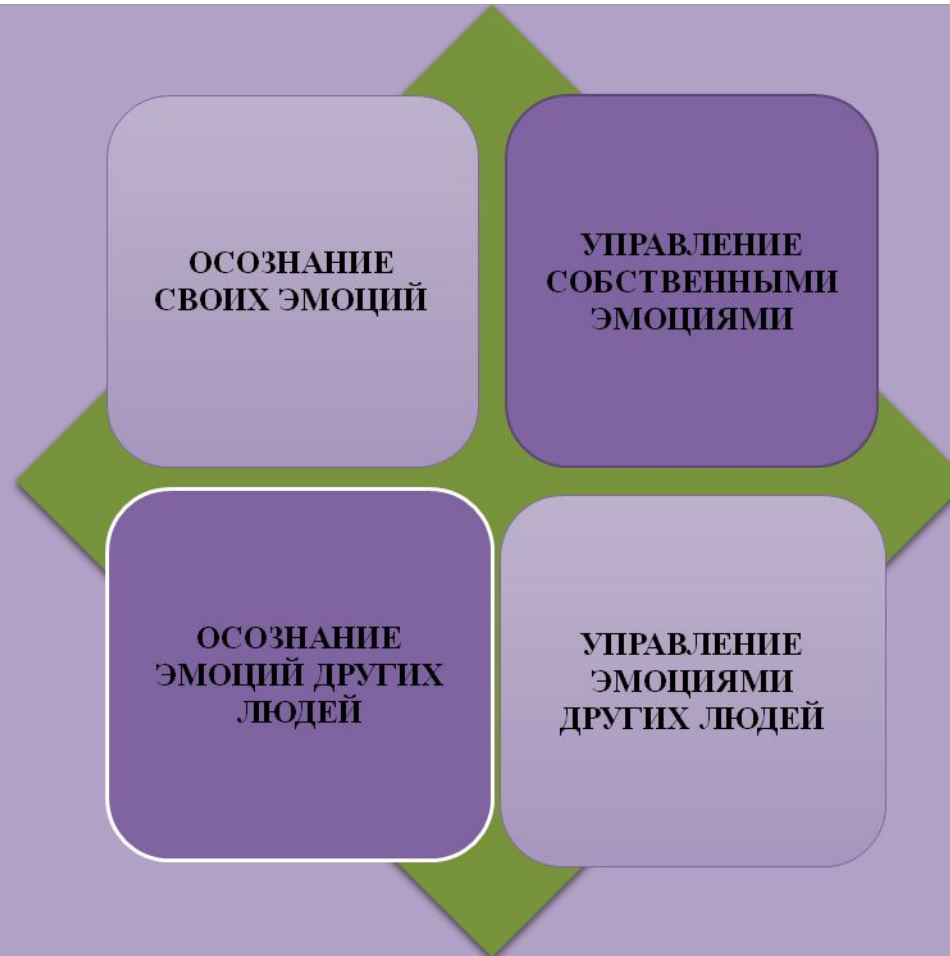 ОСОЗНАНИЕ
СВОИХ ЭМОЦИЙ
УПРАВЛЕНИЕ
СОБСТВЕННЫМИ
ЭМОЦИЯМИ
ОСОЗНАНИЕ
ЭМОЦИЙ ДРУГИХ
ЛЮДЕЙ
УПРАВЛЕНИЕ
ЭМОЦИЯМИ
ДРУГИХ ЛЮДЕЙ